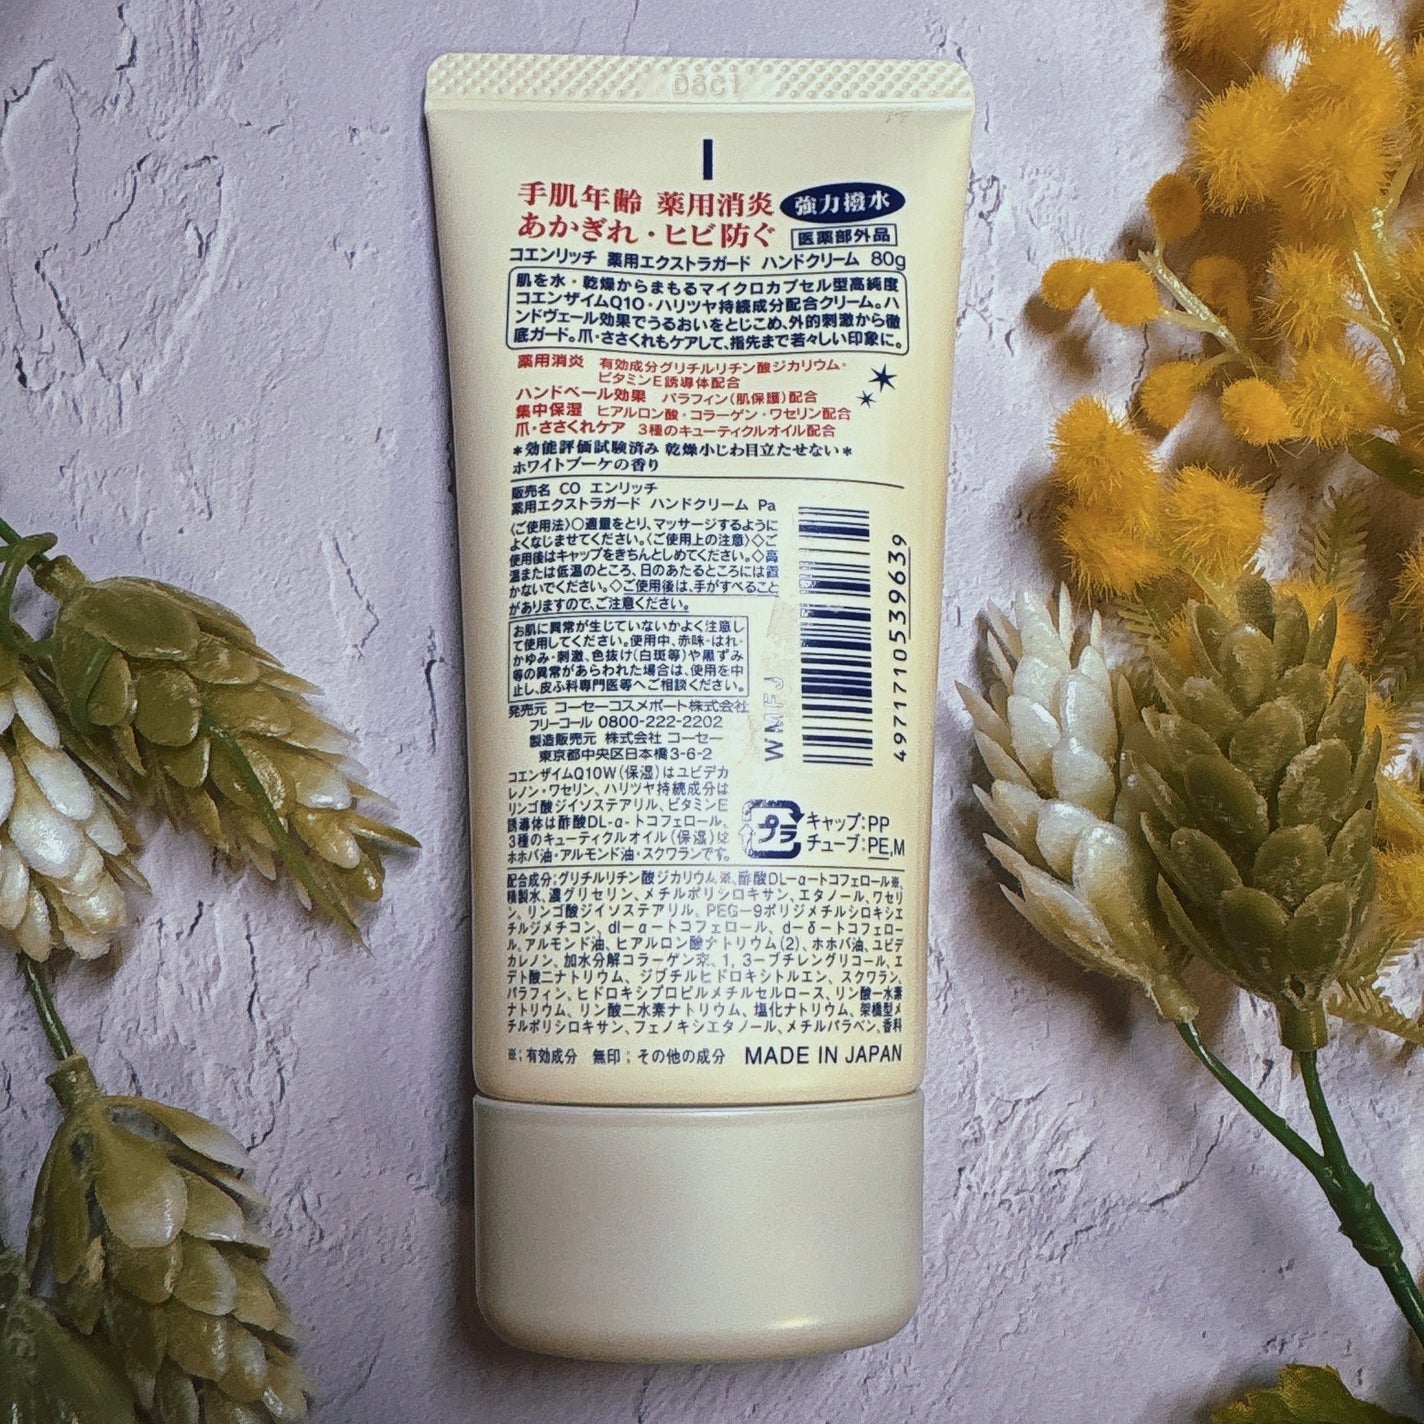 手肌年齢 薬用消炎 強力撥水
あかぎれ・ヒビ防ぐ 医薬部外品
コエンリッチ 薬用エクストラガード ハンドクリーム 80g
肌を水・乾燥からまもるマイクロカプセル型高純度
コエンザイムQ10・ハリツヤ持続成分配合クリーム。ハ
ンドヴェール効果でうるおいをとじこめ、外的刺激から徹
底ガード。爪・ささくれもケアして、指先まで若々しい印象に。
薬用消炎 有効成分グリチルリチン酸ジカリウム・
ビタミンE誘導体配合
ハンドベール効果 パラフィン(肌保護)配合
集中保湿 ヒアルロン酸・コラーゲン・ワセリン配合
爪・ささくれケア 3種のキューティクルオイル配合
*効能評価試験済み 乾燥小じわ目立たせない*
ホワイトブーケの香り
販売名 CO エンリッチ
薬用エクストラガード ハンドクリーム Pa
〈ご使用法〉○適量をとり、マッサージするように
よくなじませてください。〈ご使用上の注意〉◇ご
使用後はキャップをきちんとしめてください。◇高
温または低温のところ、日のあたるところには置
かないでください。◇ご使用後は、手がすべること
がありますので、ご注意ください。
お肌に異常が生じていないかよく注意し
て使用してください。使用中、赤味・はれ・
かゆみ・刺激、色抜け(白斑等)や黒ずみ
等の異常があらわれた場合は、使用を中
止し、皮ふ科専門医等へご相談ください。
発売元 コーセーコスメポート株式会社
フリーコール 0800-222-2202
製造販売元 株式会社 コーセー
東京都中央区日本橋3-6-2
4971710539639
WMFJ
コエンザイムQ10W(保湿)はユビデカ
レノン・ワセリン、ハリツヤ持続成分は
リンゴ酸ジイソステアリル、ビタミンE
誘導体は酢酸DL-α-トコフェロール、
3種のキューティクルオイル(保湿)は
ホホバ油・アルモンド油・スクワランです。
プラ
キャップ:PP
チューブ:PE,M
配合成分:グリチルリチン酸ジカリウム※、酢酸DL-α-トコフェロール※、
精製水、濃グリセリン、メチルポリシロキサン、エタノール、ワセリ
ン、リンゴ酸ジイソステアリル、PEG-9ポリジメチルシロキシエ
チルジメチコン、dl-α-トコフェロール、d-δ-トコフェロー
ル、アルモンド油、ヒアルロン酸ナトリウム(2)、ホホバ油、ユビデ
カレノン、加水分解コラーゲン末、1, 3-ブチレングリコール、エ
デト酸二ナトリウム、ジブチルヒドロキシトルエン、スクワラン、
パラフィン、ヒドロキシプロピルメチルセルロース、リン酸一水素
ナトリウム、リン酸二水素ナトリウム、塩化ナトリウム、架橋型メ
チルポリシロキサン、フェノキシエタノール、メチルパラベン、香料
※:有効成分 無印:その他の成分 MADE IN JAPAN